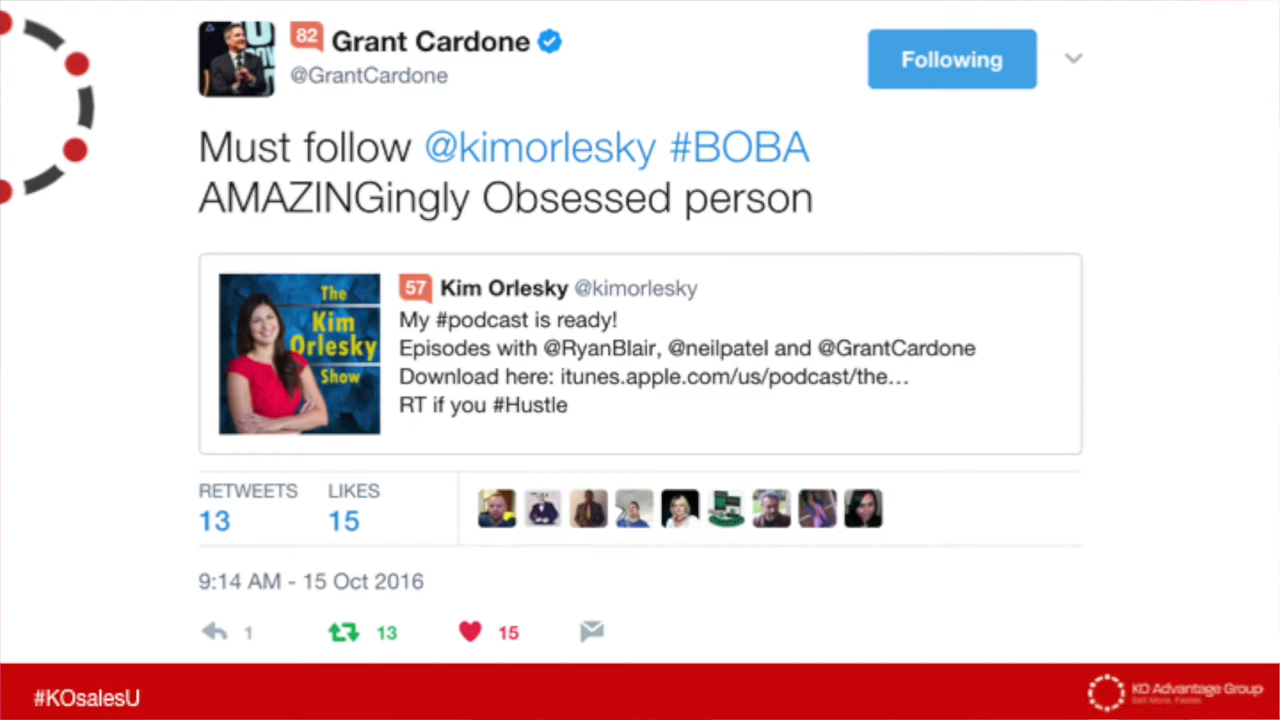 82 Grant Cardone
@GrantCardone
Following
Must follow @kimorlesky #BOBA
AMAZINGingly Obsessed person
The
Kim
Orlesky
Show
57 Kim Orlesky @kimorlesky
My #podcast is ready!
Episodes with @RyanBlair, @neilpatel and @GrantCardone
Download here: itunes.apple.com/us/podcast/the…
RT if you #Hustle
RETWEETS LIKES
13 15
9:14 AM - 15 Oct 2016
1 13 15
#KOsalesU
KO Advantage Group
Sell More. Faster.